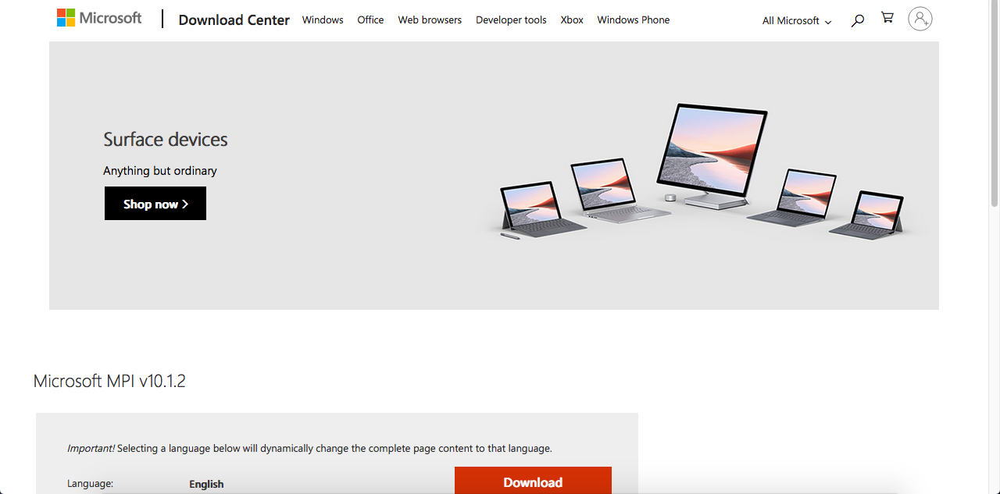 Microsoft Download Center Windows Office Web browsers Developer tools Xbox Windows Phone All Microsoft
Surface devices
Anything but ordinary
Shop now
Microsoft MPI v10.1.2
Important! Selecting a language below will dynamically change the complete page content to that language.
Language: English Download